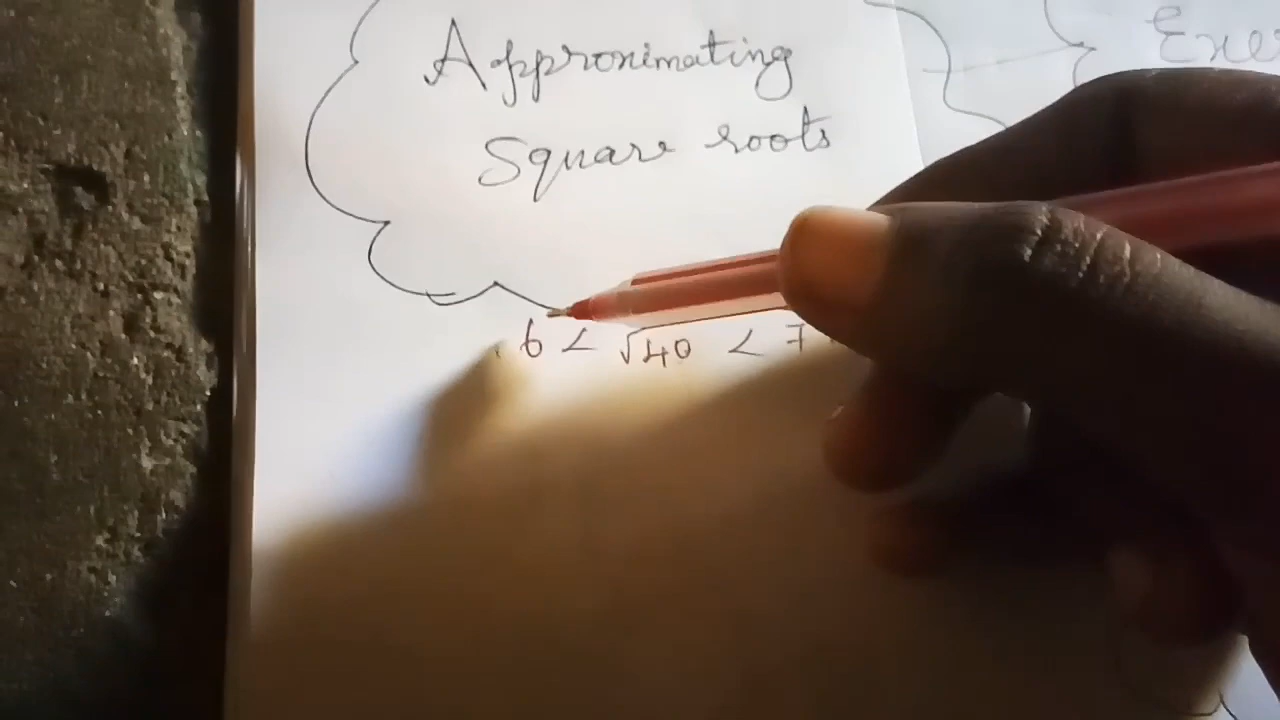 Approximating
Square roots
6 < √40 < 7